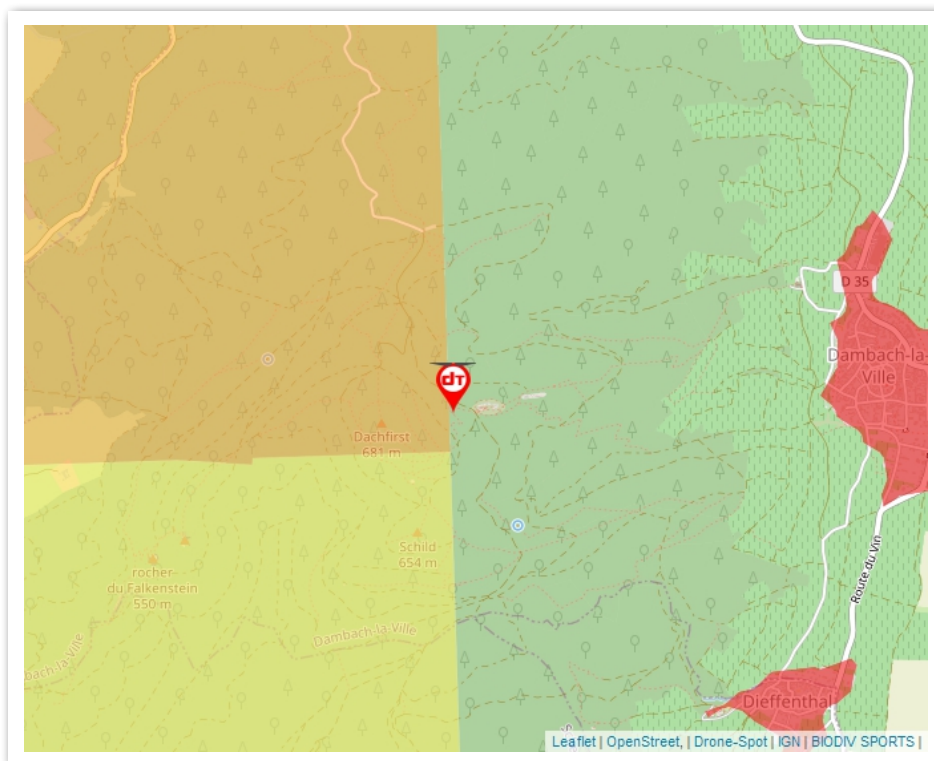 D 35
Dambach-la-
Ville
dT
Dachfirst
681 m
Schild
654 m
rocher
du Falkenstein
550 m
Route du Vin
Dambach-la-Ville
bach-la-Ville
Dieffenthal
Leaflet | OpenStreet, | Drone-Spot | IGN | BIODIV SPORTS |